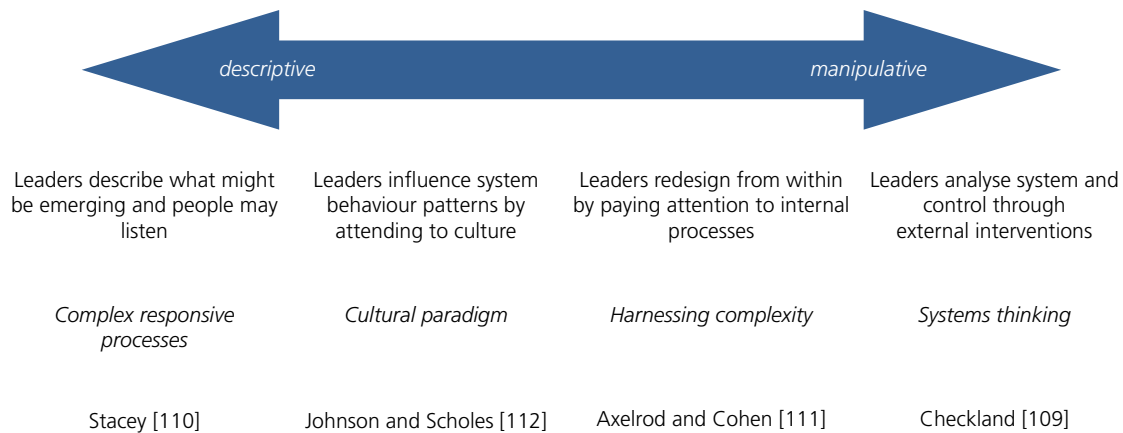 descriptive
manipulative
Leaders describe what might
be emerging and people may
listen
Leaders influence system
behaviour patterns by
attending to culture
Leaders redesign from within
by paying attention to internal
processes
Leaders analyse system and
control through
external interventions
Complex responsive
processes
Cultural paradigm
Harnessing complexity
Systems thinking
Stacey [110]
Johnson and Scholes [112]
Axelrod and Cohen [111]
Checkland [109]